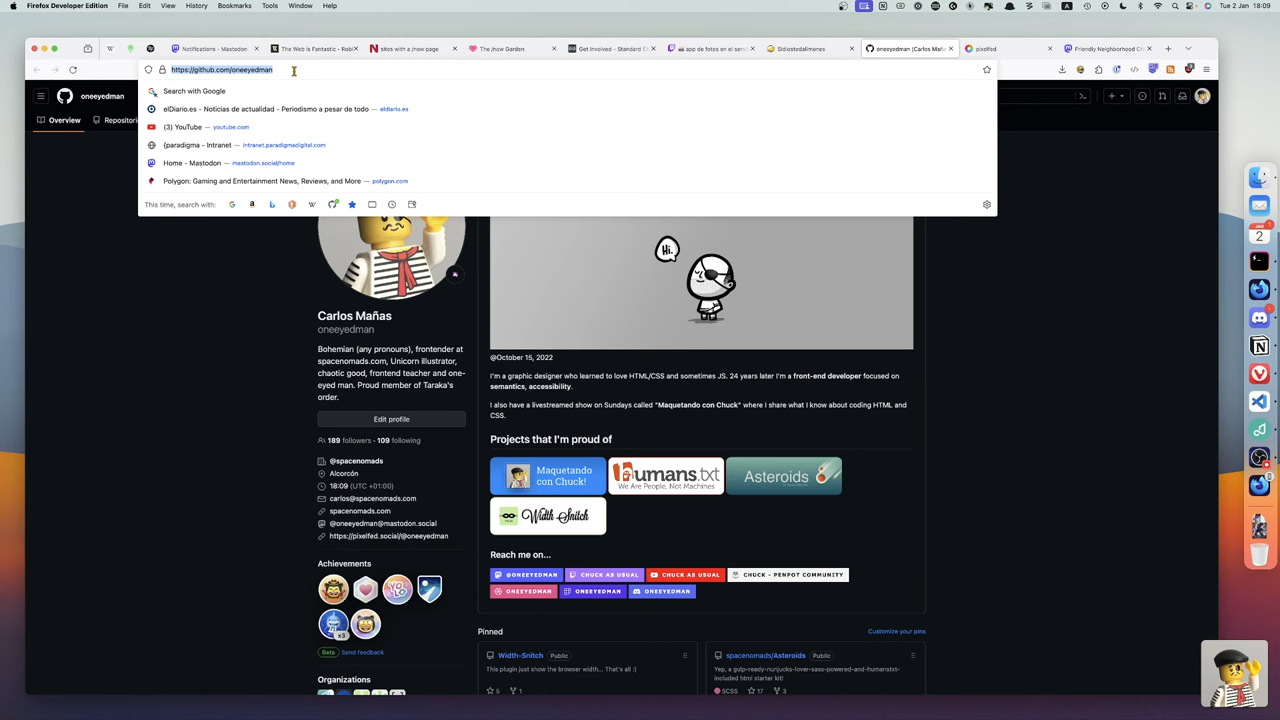 Firefox Developer Edition File Edit View History Bookmarks Tools Window Help
Tue 2 Jan 18:09
Notifications - Mastodon
The Web is Fantastic - Robi
sites with a /now page
The /now Garden
Get Involved - Standard E
app de fotos en el serve
Sidiostedalimones
oneeyedman (Carlos Maña
pixelfed
Friendly Neighborhood C
https://github.com/oneeyedman
oneeyedman
Search with Google
elDiario.es - Noticias de actualidad - Periodismo a pesar de todo — eldiario.es
Overview
Repositori
(3) YouTube — youtube.com
{paradigma - Intranet — intranet.paradigmadigital.com
Home - Mastodon — mastodon.social/home
Polygon: Gaming and Entertainment News, Reviews, and More — polygon.com
This time, search with:
Hi.
Carlos Mañas
oneeyedman
Bohemian (any pronouns), frontender at
spacenomads.com, Unicorn illustrator,
chaotic good, frontend teacher and one-
eyed man. Proud member of Taraka's
order.
Edit profile
189 followers · 109 following
@spacenomads
Alcorcón
18:09 (UTC +01:00)
carlos@spacenomads.com
spacenomads.com
@oneeyedman@mastodon.social
https://pixelfed.social/@oneeyedman
Achievements
YOLO
x3
Beta Send feedback
Organizations
@October 15, 2022
I'm a graphic designer who learned to love HTML/CSS and sometimes JS. 24 years later I'm a front-end developer focused on
semantics, accessibility.
I also have a livestreamed show on Sundays called "Maquetando con Chuck" where I share what I know about coding HTML and
CSS.
Projects that I'm proud of
Maquetando
con Chuck!
Humans.txt
We Are People, Not Machines
Asteroids
Width Snitch
Reach me on...
@ONEEYEDMAN
CHUCK AS USUAL
CHUCK AS USUAL
CHUCK - PENPOT COMMUNITY
ONEEYEDMAN
ONEEYEDMAN
ONEEYEDMAN
Pinned
Customize your pins
Width-Snitch Public
This plugin just show the browser width... That's all :)
5 1
spacenomads/Asteroids Public
Yep, a gulp-ready-nunjucks-lover-sass-powered-and-humanstxt-
included html starter kit!
SCSS 17 3